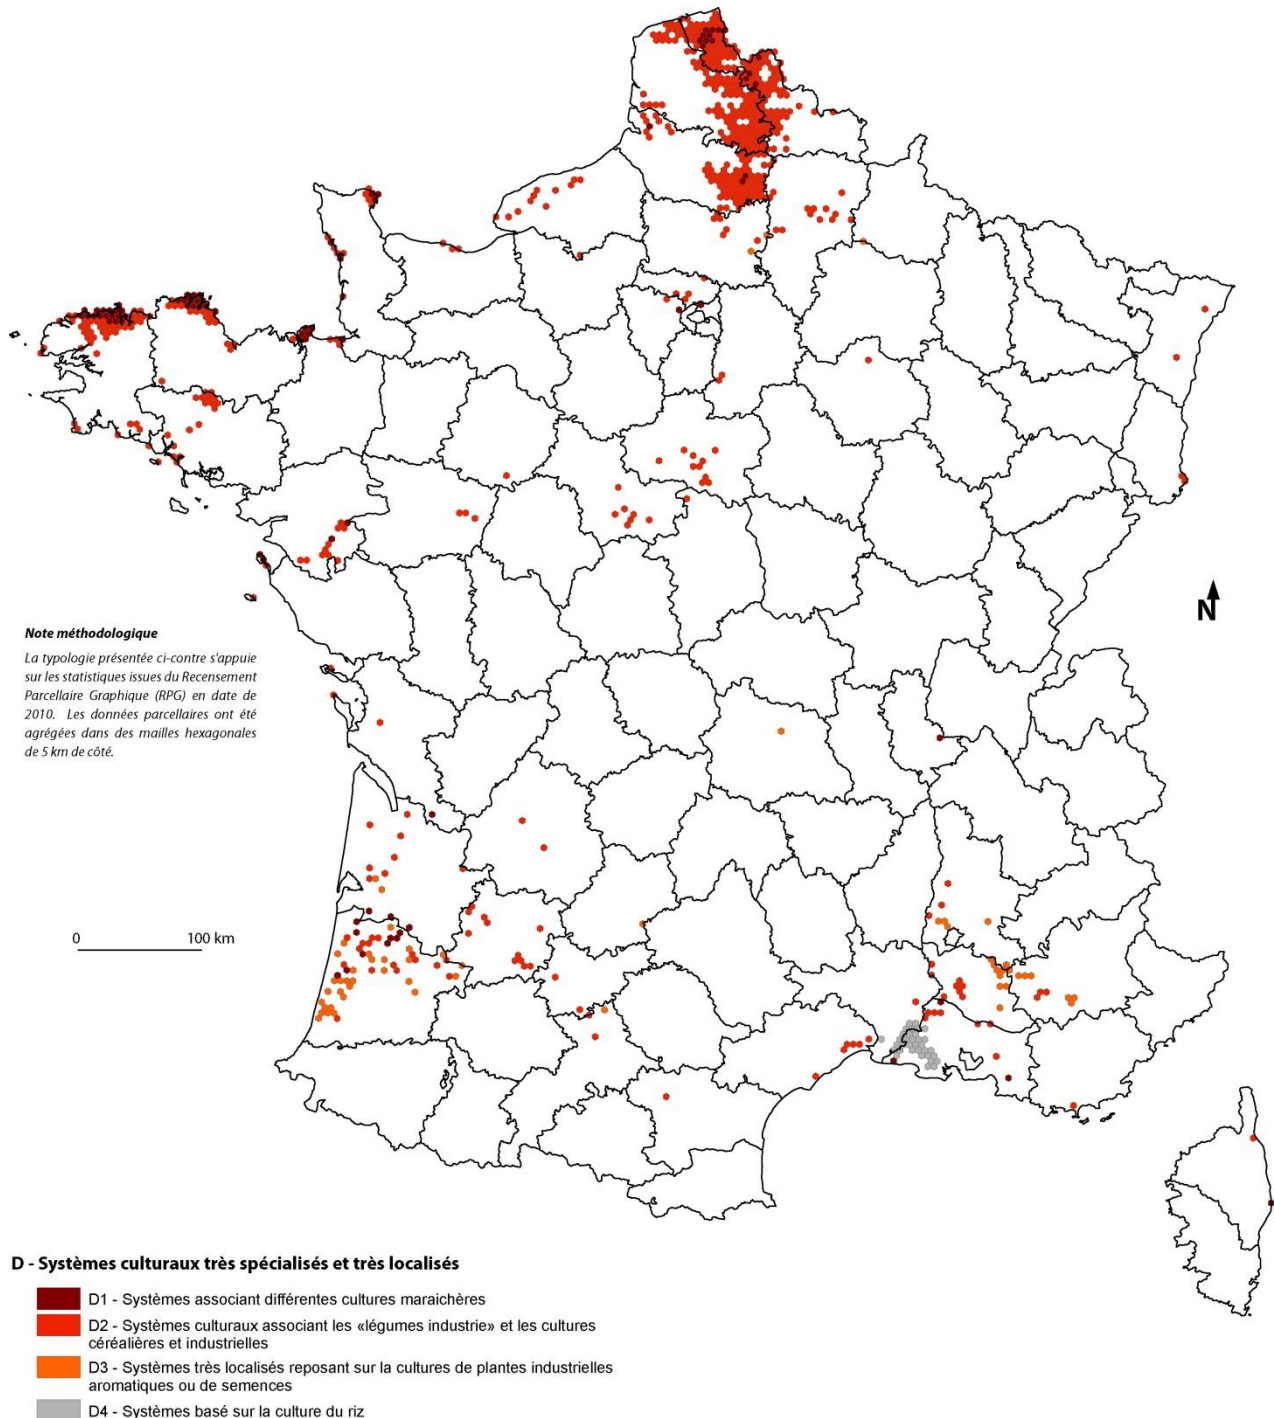 N
Note méthodologique
La typologie présentée ci-contre s'appuie
sur les statistiques issues du Recensement
Parcellaire Graphique (RPG) en date de
2010. Les données parcellaires ont été
agrégées dans des mailles hexagonales
de 5 km de côté.
0 100 km
D - Systèmes culturaux très spécialisés et très localisés
D1 - Systèmes associant différentes cultures maraichères
D2 - Systèmes culturaux associant les «légumes industrie» et les cultures
céréalières et industrielles
D3 - Systèmes très localisés reposant sur la cultures de plantes industrielles
aromatiques ou de semences
D4 - Systèmes basé sur la culture du riz